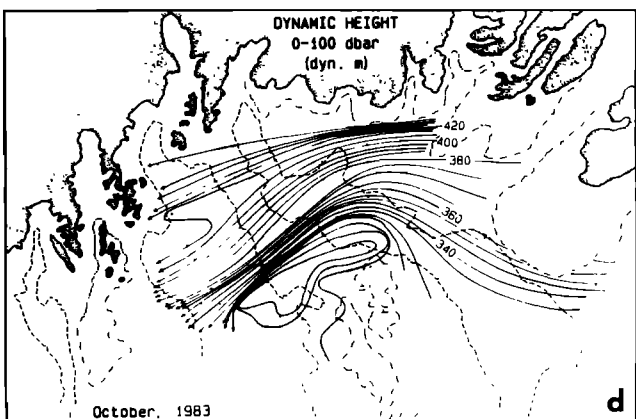 DYNAMIC HEIGHT
0-100 dbar
(dyn. m)
420
400
380
360
340
October, 1983
d